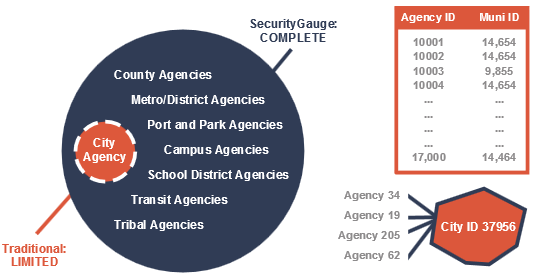 SecurityGauge:
COMPLETE
County Agencies
Metro/District Agencies
Port and Park Agencies
City
Agency
Campus Agencies
School District Agencies
Transit Agencies
Tribal Agencies
Traditional:
LIMITED
Agency ID Muni ID
10001 14,654
10002 14,654
10003 9,855
10004 14,654
... ...
... ...
... ...
... ...
17,000 14,464
Agency 34
Agency 19
Agency 205
Agency 62
City ID 37956